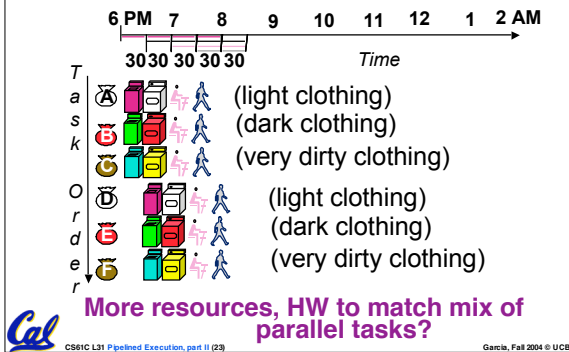 6 PM 7 8 9 10 11 12 1 2 AM
30 30 30 30 30 Time
Task Order
A (light clothing)
B (dark clothing)
C (very dirty clothing)
D (light clothing)
E (dark clothing)
F (very dirty clothing)
More resources, HW to match mix of
parallel tasks?
Cal CS61C L31 Pipelined Execution, part II (23) Garcia, Fall 2004 © UCB